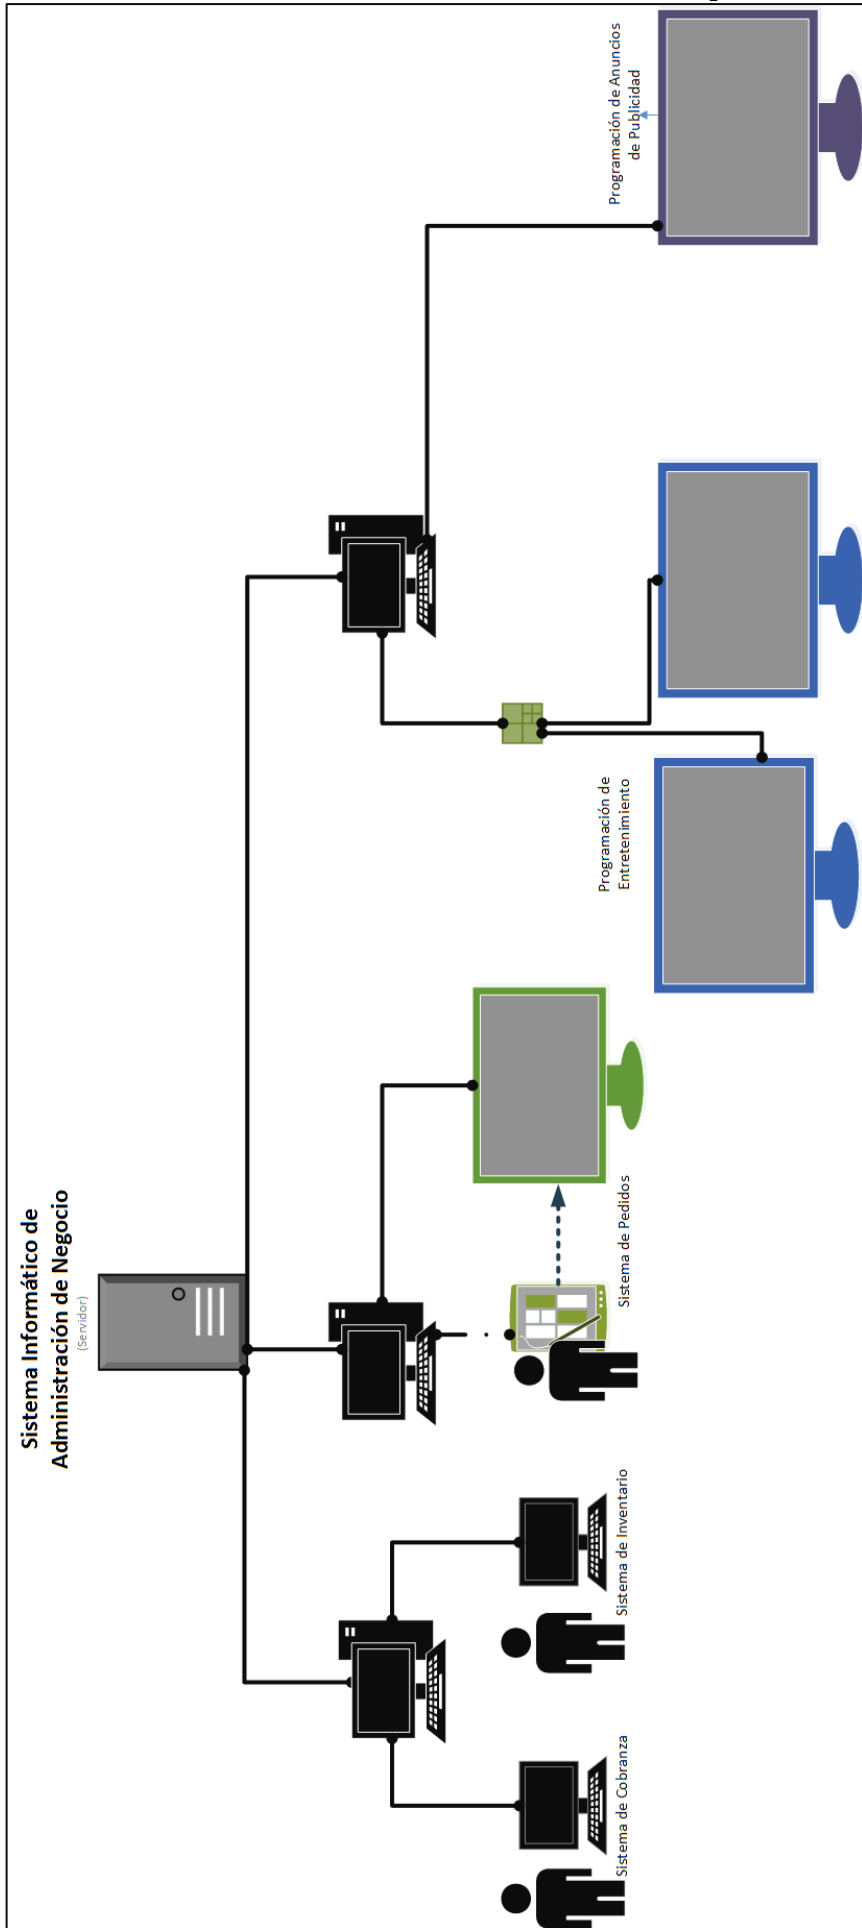 Sistema Informático de
Administración de Negocio
(Servidor)
Sistema de Cobranza
Sistema de Inventario
Sistema de Pedidos
Programación de
Entretenimiento
Programación de Anuncios
de Publicidad